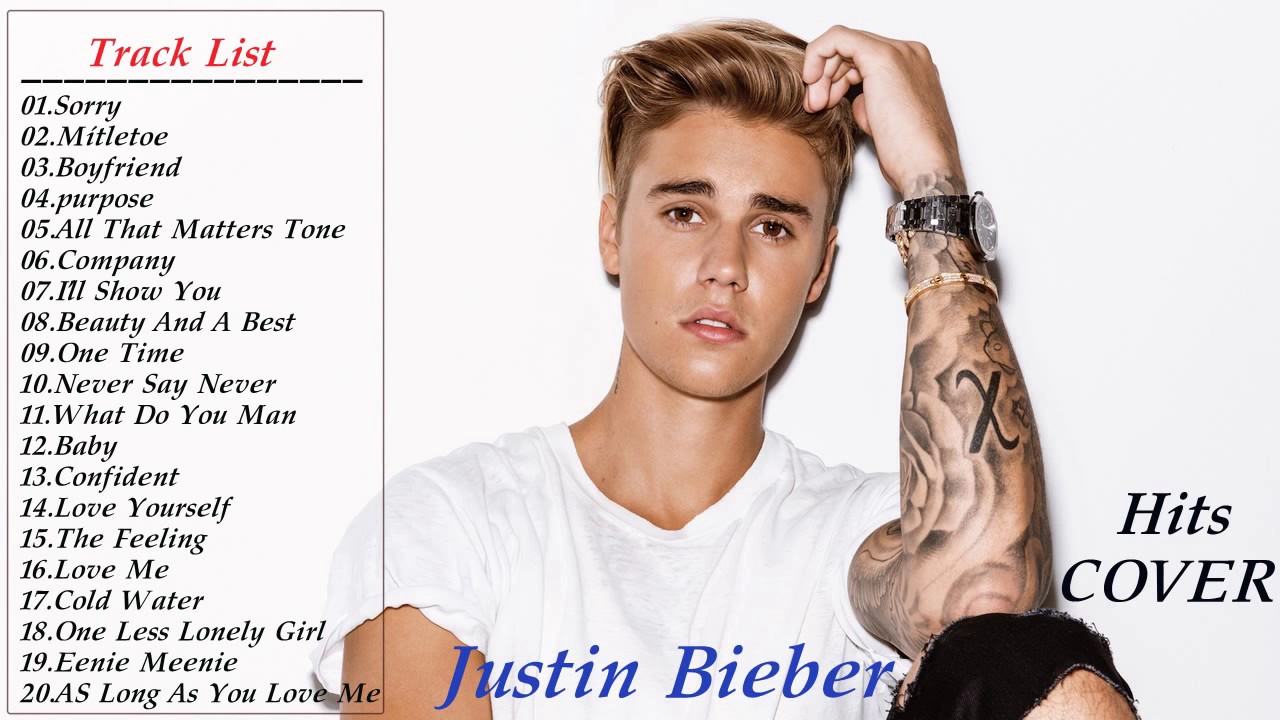 Track List
01.Sorry
02.Mítletoe
03.Boyfriend
04.purpose
05.All That Matters Tone
06.Company
07.I'll Show You
08.Beauty And A Best
09.One Time
10.Never Say Never
11.What Do You Man
12.Baby
13.Confident
14.Love Yourself
15.The Feeling
16.Love Me
17.Cold Water
18.One Less Lonely Girl
19.Eenie Meenie
20.AS Long As You Love Me
Hits
COVER
Justin Bieber